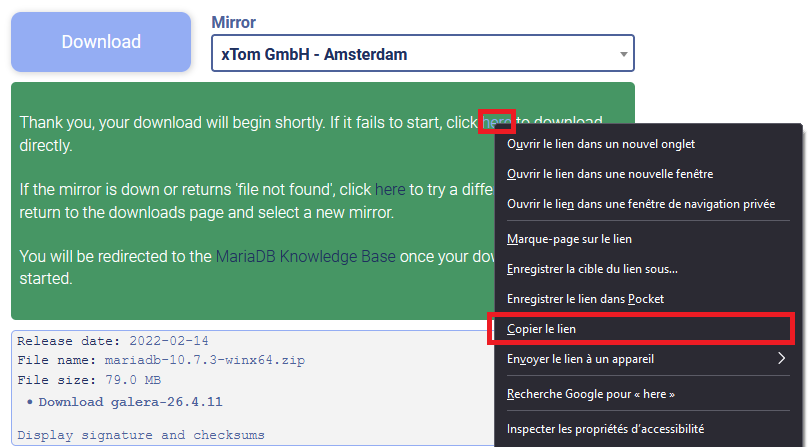 Mirror
Download
xTom GmbH - Amsterdam
Thank you, your download will begin shortly. If it fails to start, click here to download
directly.
If the mirror is down or returns 'file not found', click here to try a diffe
return to the downloads page and select a new mirror.
You will be redirected to the MariaDB Knowledge Base once your dow
started.
Release date: 2022-02-14
File name: mariadb-10.7.3-winx64.zip
File size: 79.0 MB
• Download galera-26.4.11
Display signature and checksums
Ouvrir le lien dans un nouvel onglet
Ouvrir le lien dans une nouvelle fenêtre
Ouvrir le lien dans une fenêtre de navigation privée
Marque-page sur le lien
Enregistrer la cible du lien sous...
Enregistrer le lien dans Pocket
Copier le lien
Envoyer le lien à un appareil
Recherche Google pour « here »
Inspecter les propriétés d'accessibilité